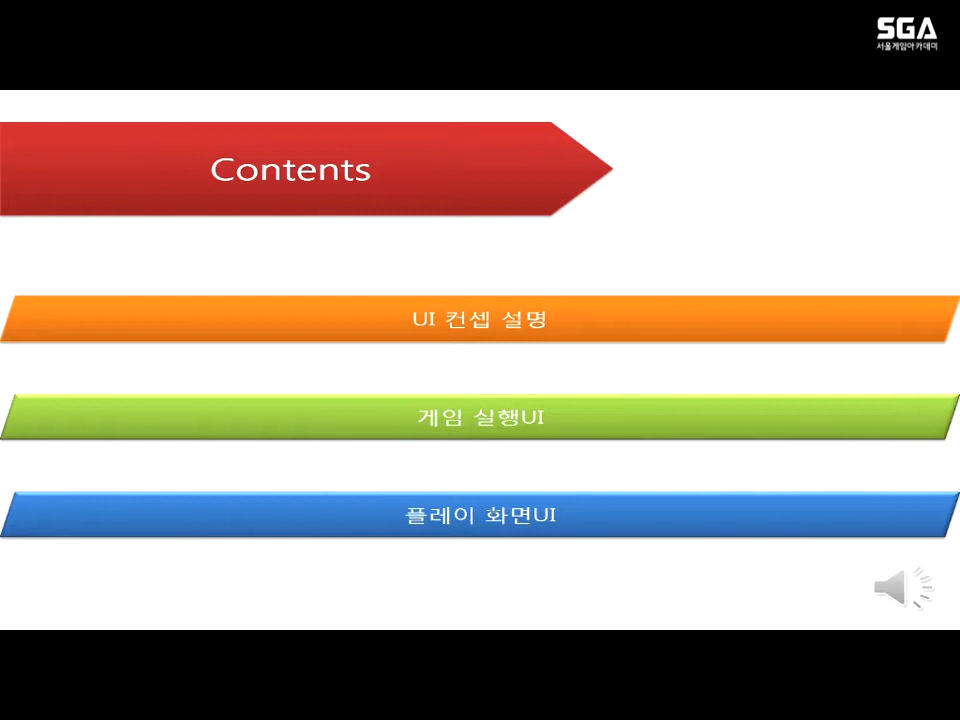 SGA
서울게임아카데미
Contents
UI 컨셉 설명
게임 실행UI
플레이 화면UI